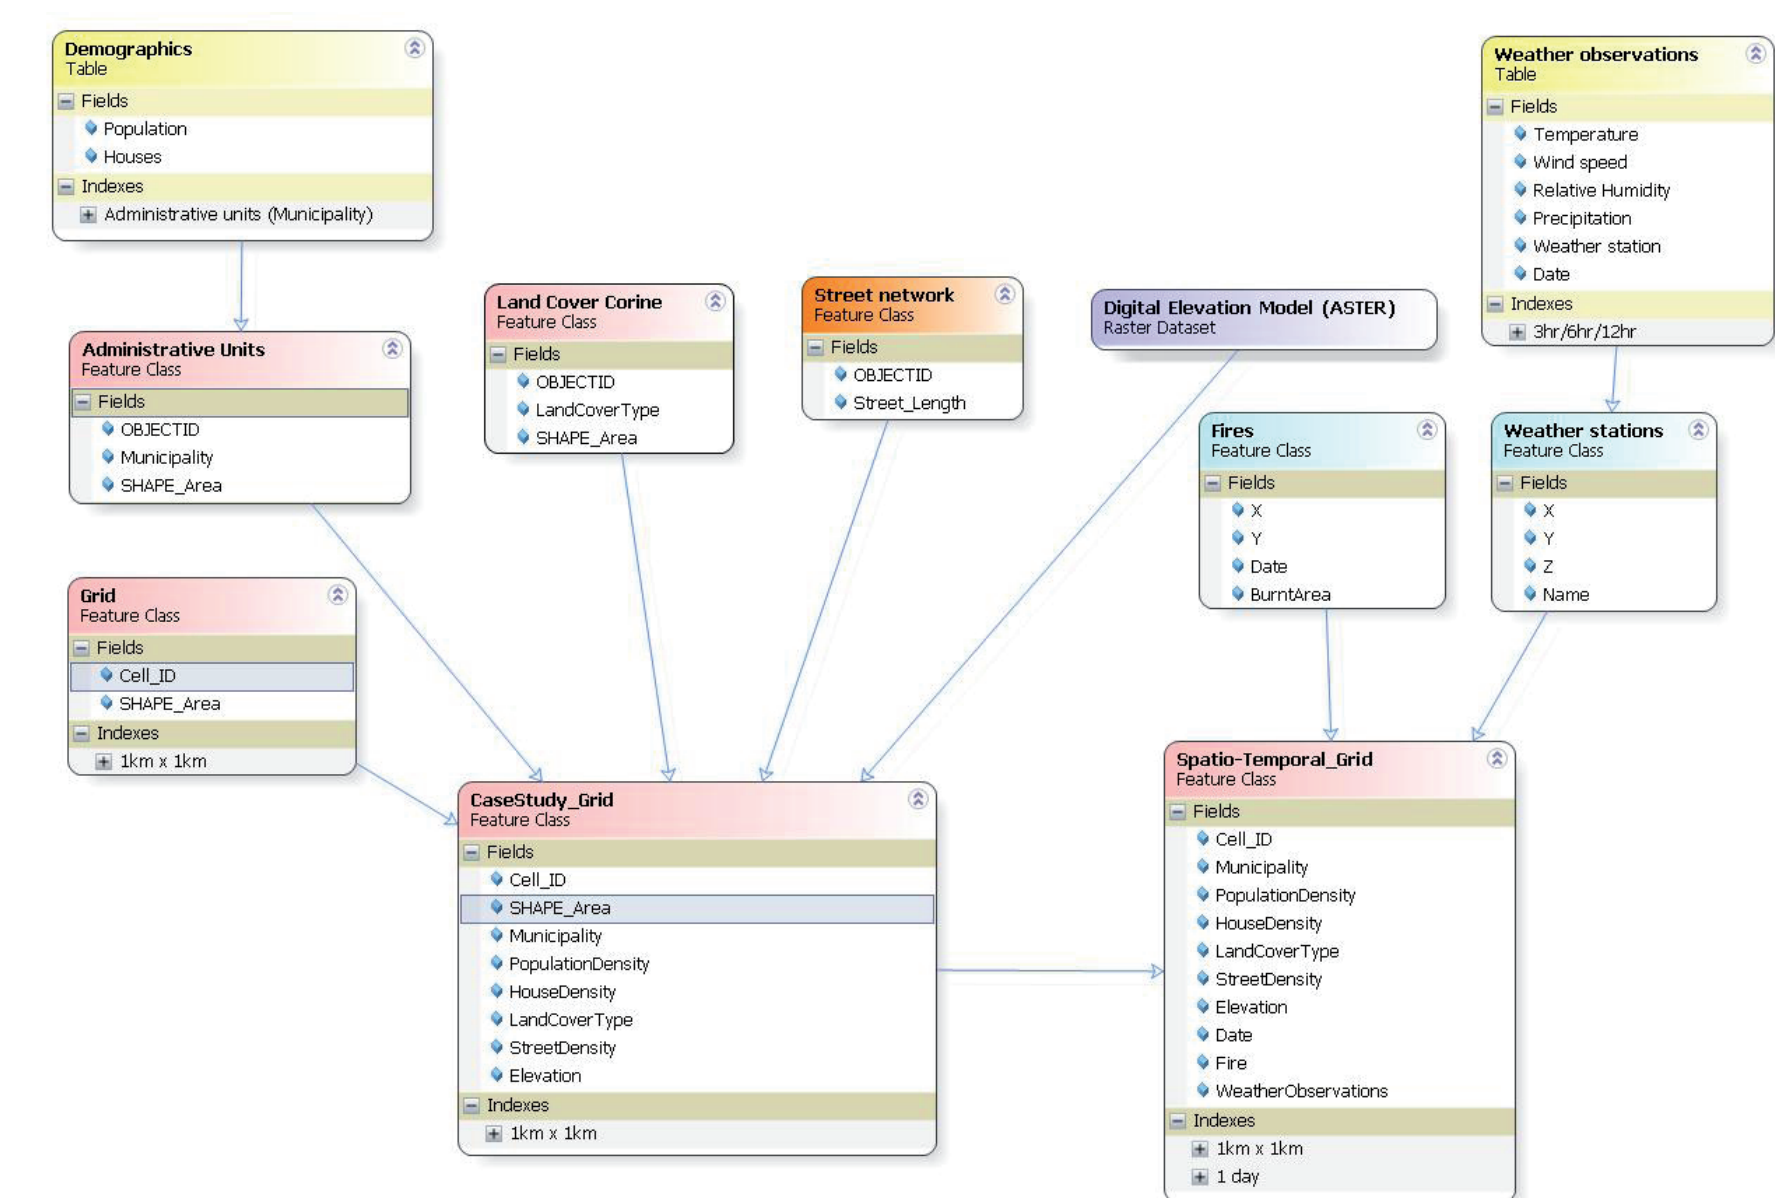 Demographics
Table
Fields
Population
Houses
Indexes
Administrative units (Municipality)
Weather observations
Table
Fields
Temperature
Wind speed
Relative Humidity
Precipitation
Weather station
Date
Indexes
3hr/6hr/12hr
Administrative Units
Feature Class
Fields
OBJECTID
Municipality
SHAPE_Area
Land Cover Corine
Feature Class
Fields
OBJECTID
LandCoverType
SHAPE_Area
Street network
Feature Class
Fields
OBJECTID
Street_Length
Digital Elevation Model (ASTER)
Raster Dataset
Fires
Feature Class
Fields
X
Y
Date
BurntArea
Weather stations
Feature Class
Fields
X
Y
Z
Name
Grid
Feature Class
Fields
Cell_ID
SHAPE_Area
Indexes
1km x 1km
CaseStudy_Grid
Feature Class
Fields
Cell_ID
SHAPE_Area
Municipality
PopulationDensity
HouseDensity
LandCoverType
StreetDensity
Elevation
Indexes
1km x 1km
Spatio-Temporal_Grid
Feature Class
Fields
Cell_ID
Municipality
PopulationDensity
HouseDensity
LandCoverType
StreetDensity
Elevation
Date
Fire
WeatherObservations
Indexes
1km x 1km
1 day